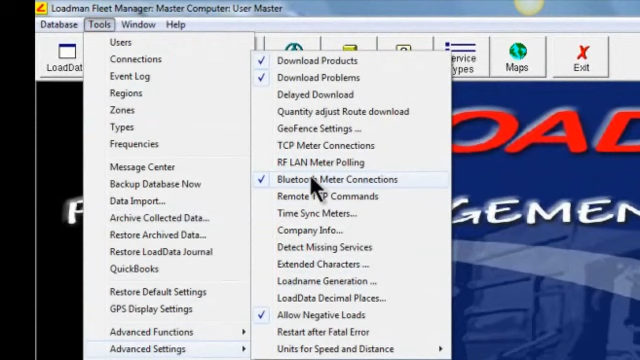 Loadman Fleet Manager: Master Computer: User Master
Database Tools Window Help
LoadData
Types
Maps
Exit
Users
Connections
Event Log
Regions
Zones
Types
Frequencies
Message Center
Backup Database Now
Data Import...
Archive Collected Data...
Restore Archived Data...
Restore LoadData Journal
QuickBooks
Restore Default Settings
GPS Display Settings
Advanced Functions
Advanced Settings
Download Products
Download Problems
Delayed Download
Quantity adjust Route download
GeoFence Settings ...
TCP Meter Connections
RF LAN Meter Polling
Bluetooth Meter Connections
Remote Commands
Time Sync Meters...
Company Info...
Detect Missing Services
Extended Characters ...
Loadname Generation ...
LoadData Decimal Places...
Allow Negative Loads
Restart after Fatal Error
Units for Speed and Distance